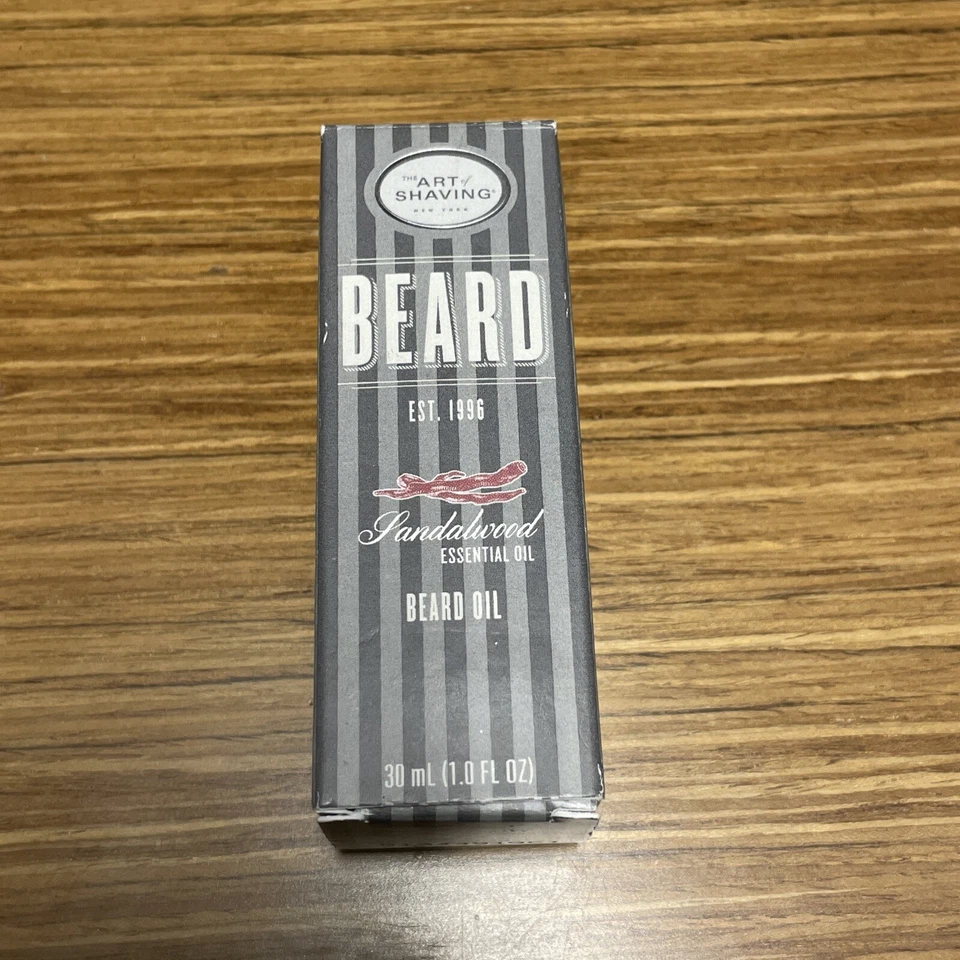 THE ART of
SHAVING®
NEW YORK
BEARD
EST. 1996
Sandalwood
ESSENTIAL OIL
BEARD OIL
30 mL (1.0 FL OZ)